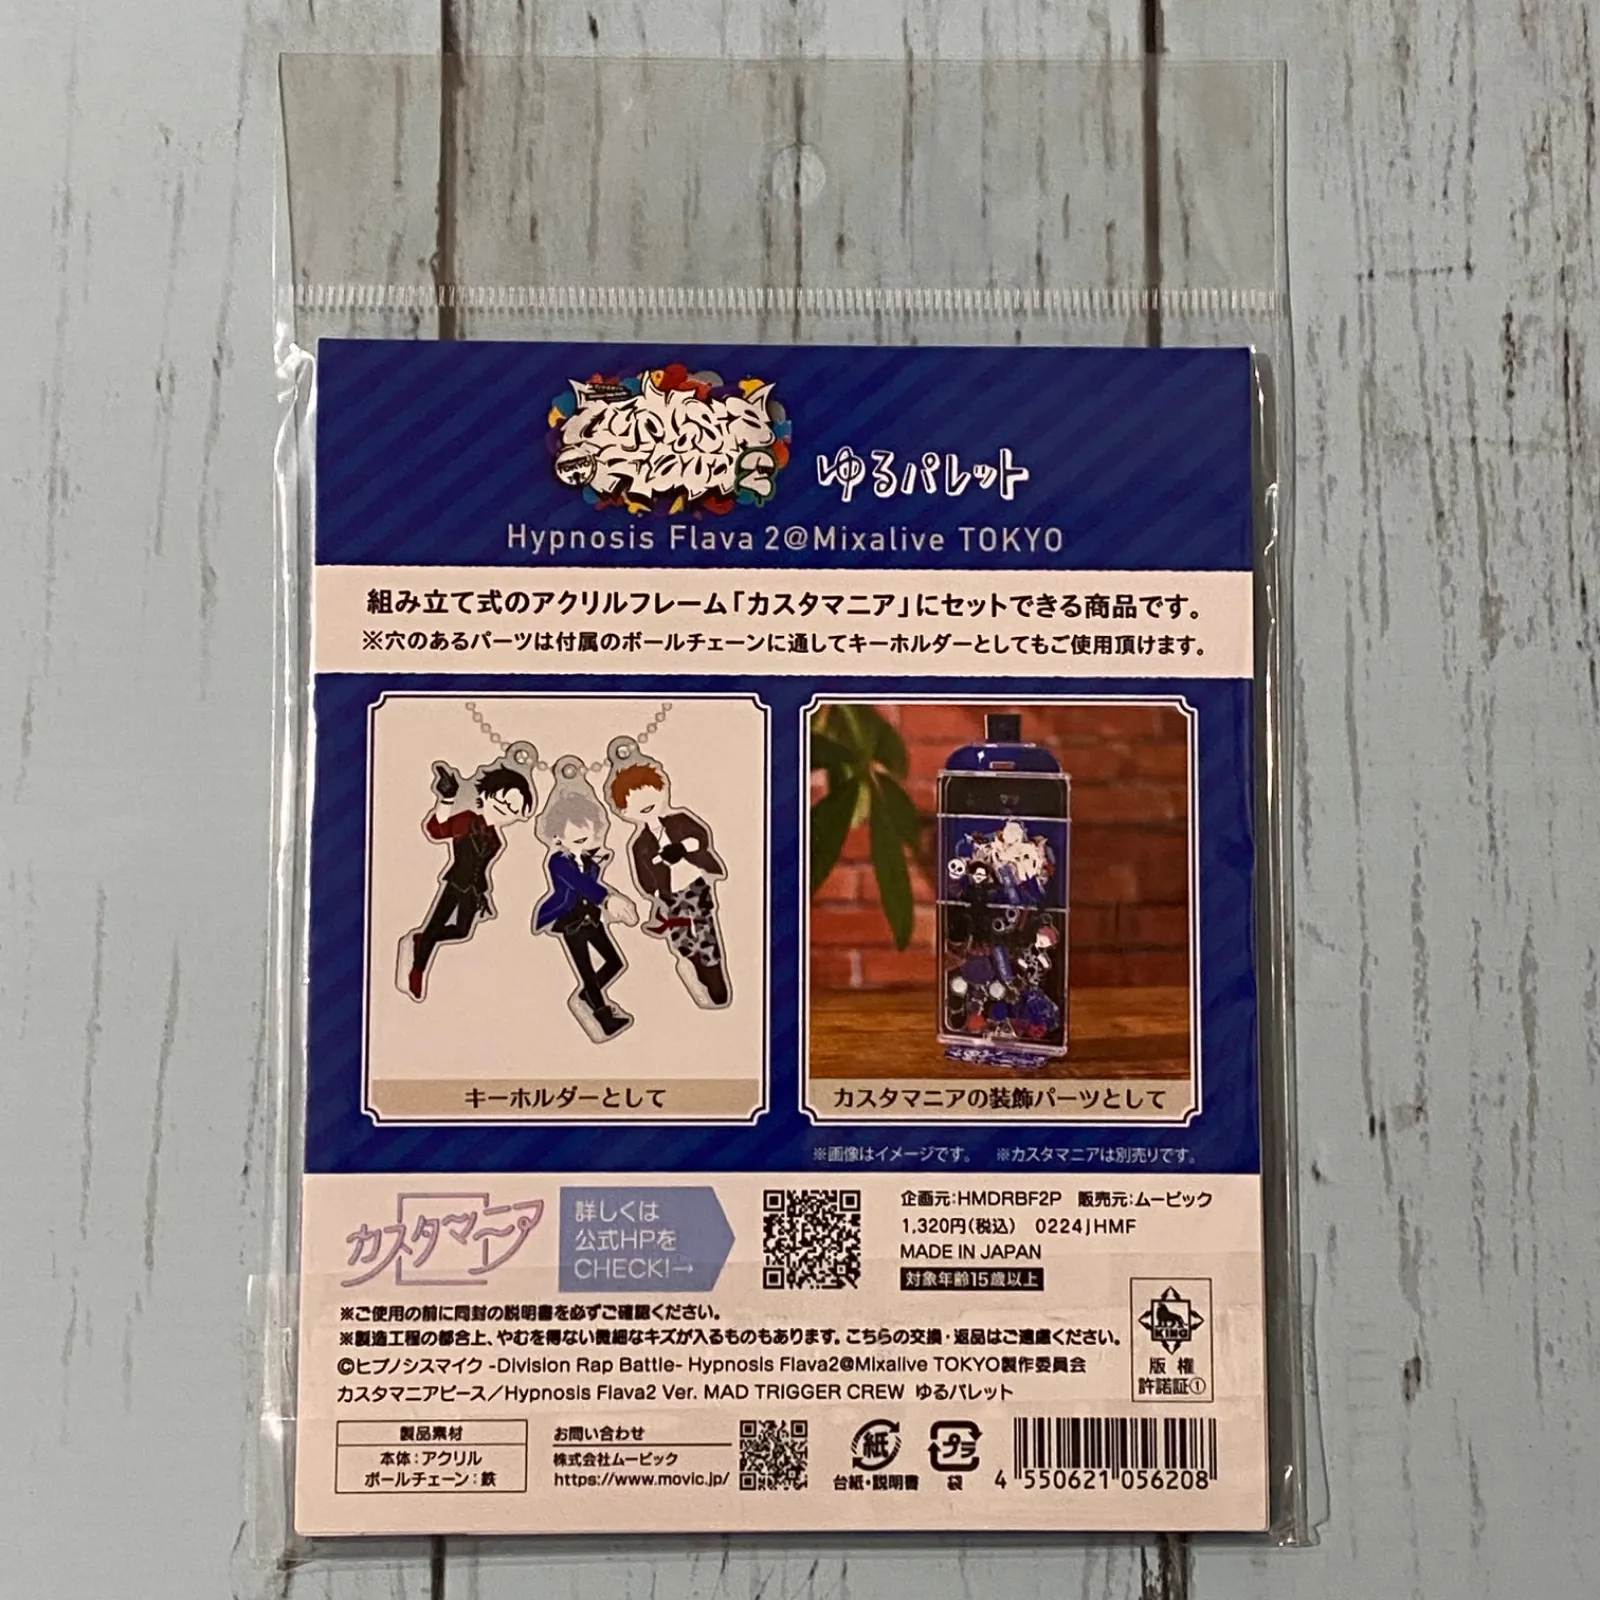 Hypnosis Flava 2
TOKYO
ゆるパレット
Hypnosis Flava 2@Mixalive TOKYO
組み立て式のアクリルフレーム「カスタマニア」にセットできる商品です。
※穴のあるパーツは付属のボールチェーンに通してキーホルダーとしてもご使用頂けます。
キーホルダーとして
カスタマニアの装飾パーツとして
※画像はイメージです。 ※カスタマニアは別売りです。
カスタマニア
詳しくは
公式HPを
CHECK!→
企画元:HMDRBF2P 販売元:ムービック
1,320円(税込) 0224JHMF
MADE IN JAPAN
対象年齢15歳以上
※ご使用の前に同封の説明書を必ずご確認ください。
※製造工程の都合上、やむを得ない微細なキズが入るものもあります。こちらの交換・返品はご遠慮ください。
©ヒプノシスマイク -Division Rap Battle- Hypnosis Flava2@Mixalive TOKYO製作委員会
カスタマニアピース/Hypnosis Flava2 Ver. MAD TRIGGER CREW ゆるパレット
KING
版権
許諾証①
製品素材
本体:アクリル
ボールチェーン:鉄
お問い合わせ
株式会社ムービック
https://www.movic.jp/
紙
台紙・説明書
プラ
袋
4 550621 056208